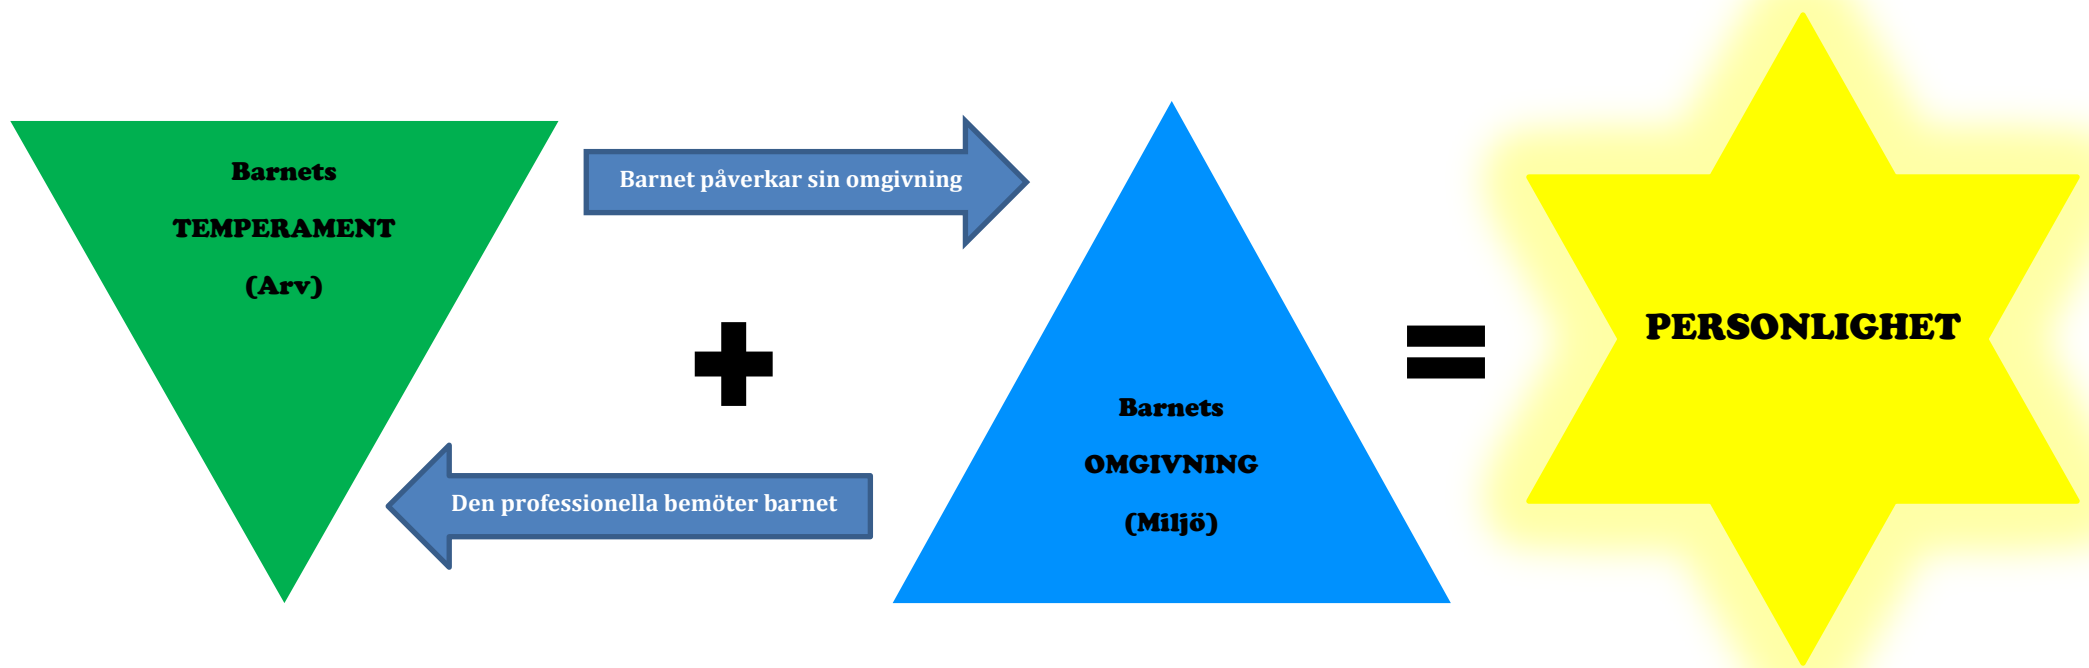 Barnets
TEMPERAMENT
(Arv)
Barnet påverkar sin omgivning
+
Den professionella bemöter barnet
Barnets
OMGIVNING
(Miljö)
=
PERSONLIGHET